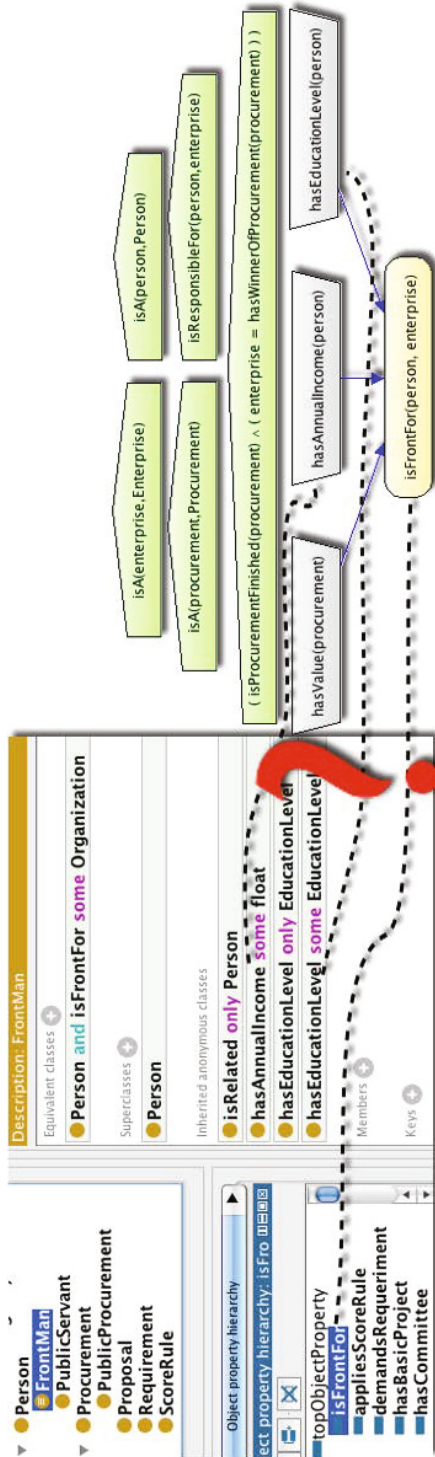 Person
FrontMan
PublicServant
Procurement
PublicProcurement
Proposal
Requirement
ScoreRule
Object property hierarchy
ect property hierarchy: isFro
topObjectProperty
isFrontFor
appliesScoreRule
demandsRequeriment
hasBasicProject
hasCommittee
Description: FrontMan
Equivalent classes
Person and isFrontFor some Organization
Superclasses
Person
Inherited anonymous classes
isRelated only Person
hasAnnualIncome some float
hasEducationLevel only EducationLevel
hasEducationLevel some EducationLevel
Members
Keys
?
isA(enterprise,Enterprise)
isA(person,Person)
isA(procurement,Procurement)
isResponsibleFor(person,enterprise)
( isProcurementFinished(procurement) ∧ ( enterprise = hasWinnerOfProcurement(procurement) ) )
hasValue(procurement)
hasAnnualIncome(person)
hasEducationLevel(person)
isFrontFor(person, enterprise)